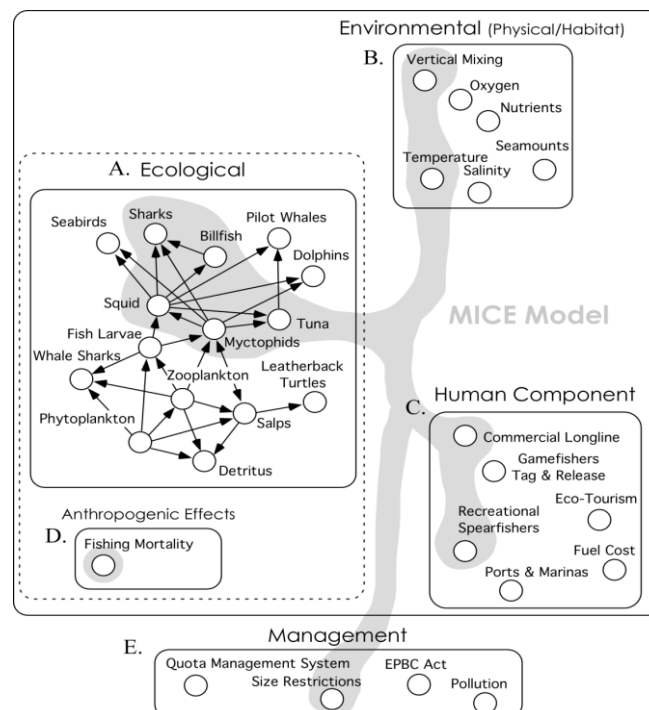 Environmental (Physical/Habitat)
B.
Vertical Mixing
Oxygen
Nutrients
Seamounts
Temperature
Salinity
A. Ecological
Sharks
Pilot Whales
Seabirds
Billfish
Dolphins
Squid
Tuna
Fish Larvae
Myctophids
Whale Sharks
Zooplankton
Leatherback
Turtles
Phytoplankton
Salps
Detritus
MICE Model
Human Component
C.
Commercial Longline
Gamefishers
Tag & Release
Eco-Tourism
Recreational
Spearfishers
Fuel Cost
Ports & Marinas
Anthropogenic Effects
D.
Fishing Mortality
Management
E.
Quota Management System
EPBC Act
Size Restrictions
Pollution